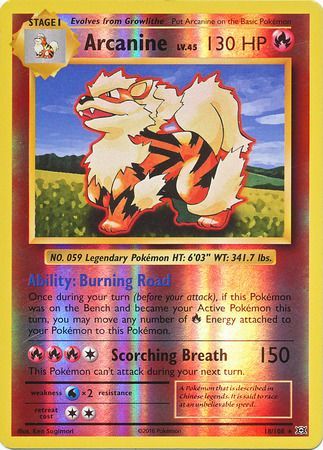 STAGE 1 Evolves from Growlithe Put Arcanine on the Basic Pokémon
Arcanine LV.45 130 HP
NO. 059 Legendary Pokémon HT: 6'03" WT: 341.7 lbs.
Ability: Burning Road
Once during your turn (before your attack), if this Pokémon
was on the Bench and became your Active Pokémon this
turn, you may move any number of Energy attached to
your Pokémon to this Pokémon.
Scorching Breath 150
This Pokémon can't attack during your next turn.
weakness ×2 resistance
retreat
cost
A Pokémon that is described in
Chinese legends. It is said to race
at an unbelievable speed.
Illus. Ken Sugimori ©2016 Pokémon 18/108 ★